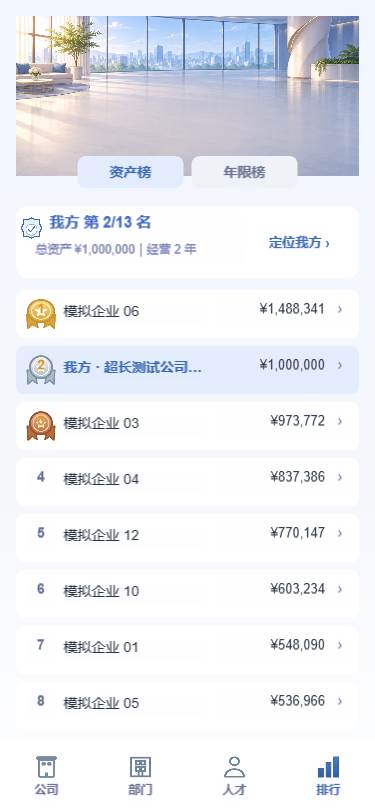 资产榜 年限榜
我方 第 2/13 名
总资产 ¥1,000,000 | 经营 2 年
定位我方 ›
模拟企业 06 ¥1,488,341 ›
2 我方 · 超长测试公司... ¥1,000,000 ›
模拟企业 03 ¥973,772 ›
4 模拟企业 04 ¥837,386 ›
5 模拟企业 12 ¥770,147 ›
6 模拟企业 10 ¥603,234 ›
7 模拟企业 01 ¥548,090 ›
8 模拟企业 05 ¥536,966 ›
公司 部门 人才 排行